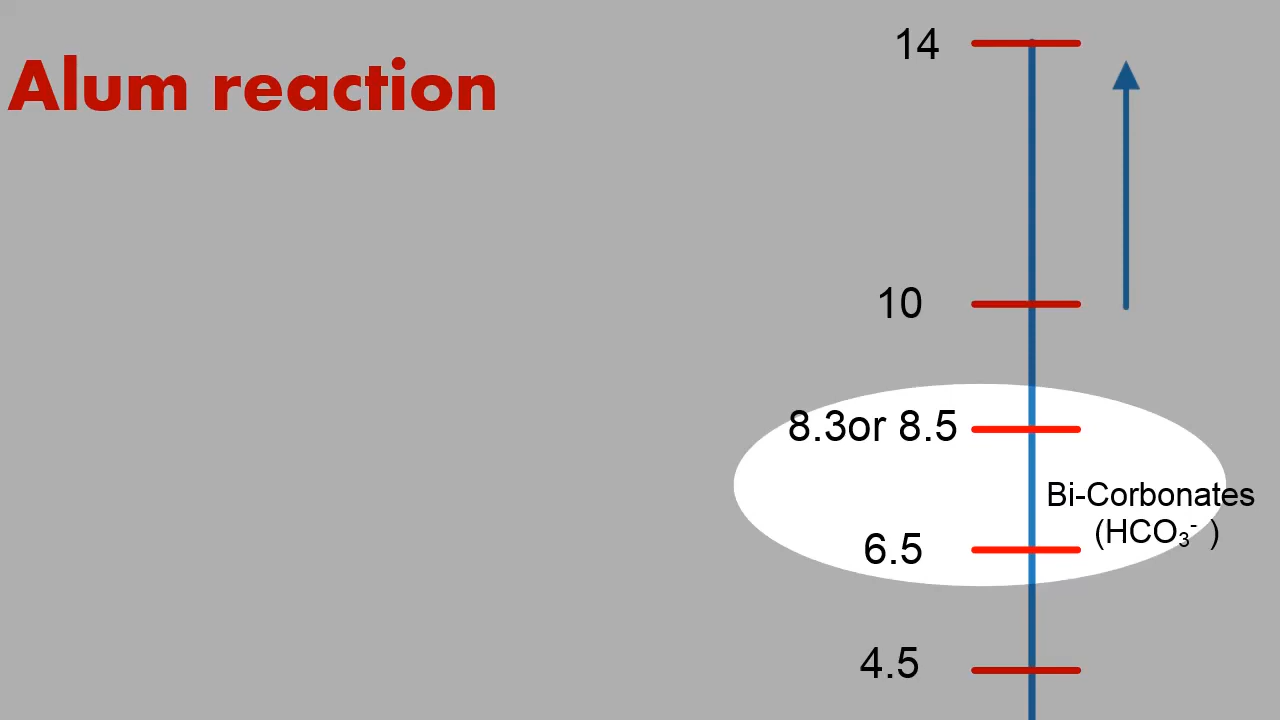 Alum reaction
14
10
8.3or 8.5
Bi-Corbonates
(HCO₃⁻ )
6.5
4.5